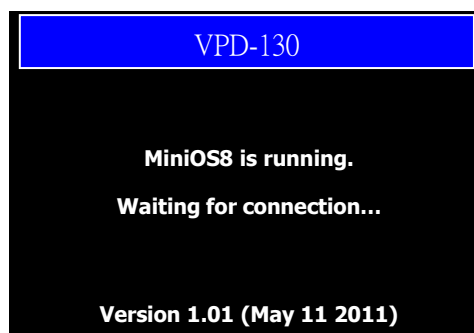 VPD-130
MiniOS8 is running.
Waiting for connection...
Version 1.01 (May 11 2011)